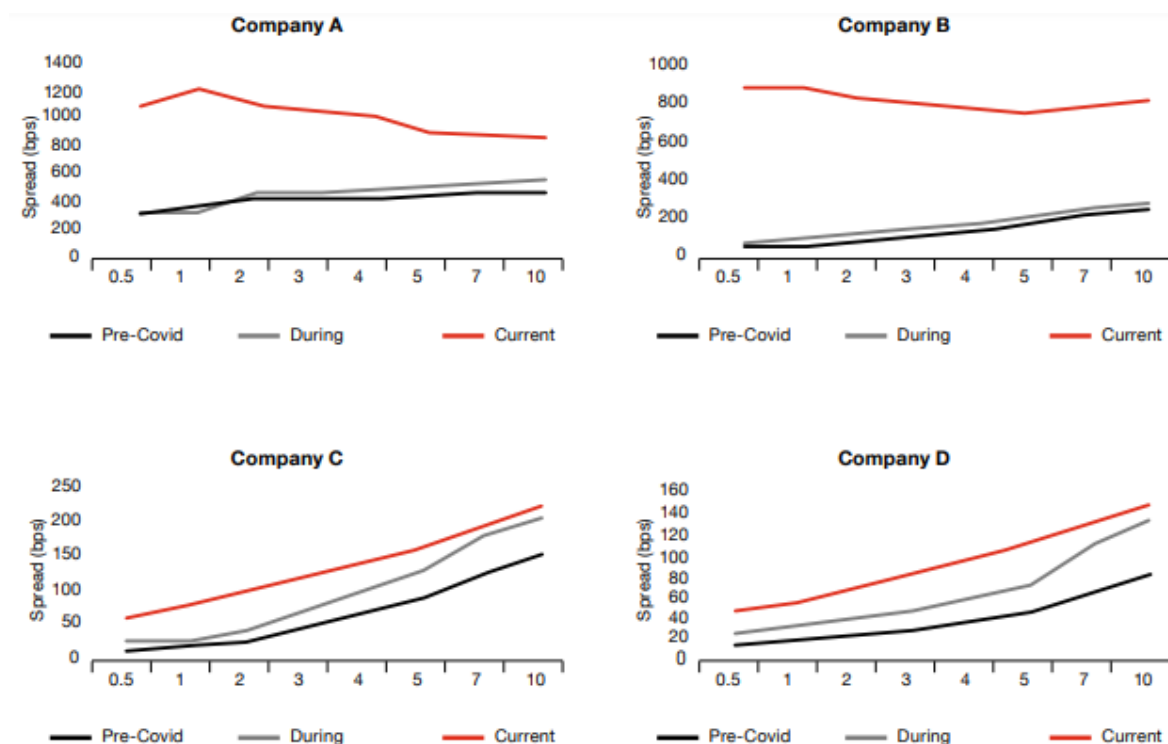 Company A
Spread (bps)
1400
1200
1000
800
600
400
200
0
0.5 1 2 3 4 5 7 10
Pre-Covid During Current
Company B
Spread (bps)
1000
800
600
400
200
0
0.5 1 2 3 4 5 7 10
Pre-Covid During Current
Company C
Spread (bps)
250
200
150
100
50
0
0.5 1 2 3 4 5 7 10
Pre-Covid During Current
Company D
Spread (bps)
160
140
120
100
80
60
40
20
0
0.5 1 2 3 4 5 7 10
Pre-Covid During Current